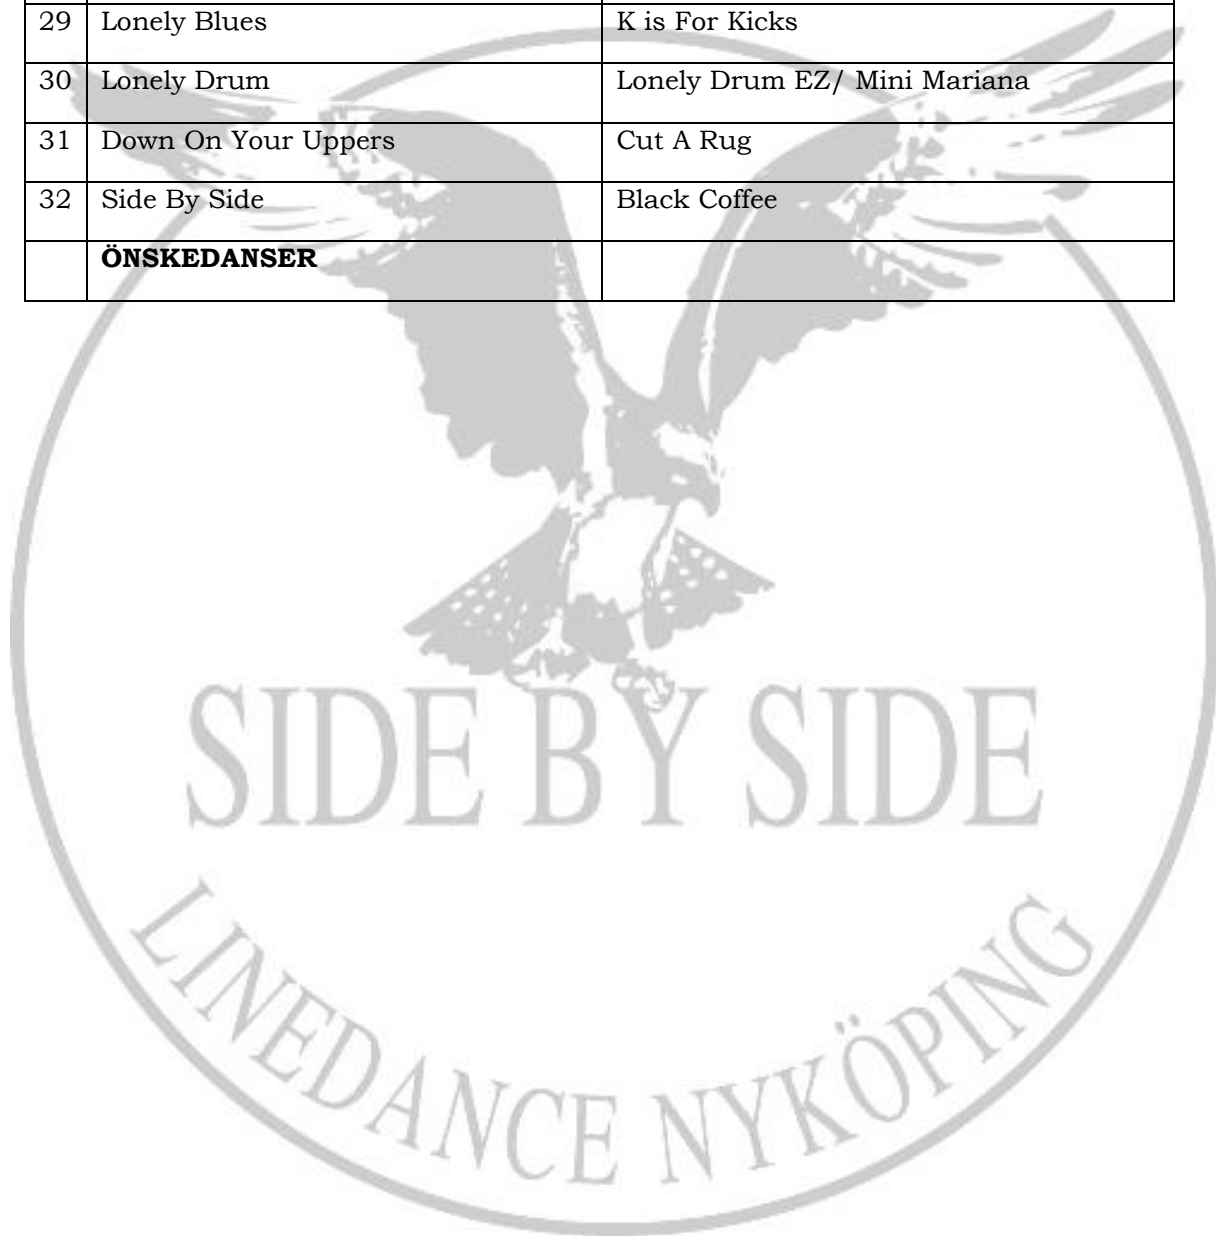 29 Lonely Blues K is For Kicks
30 Lonely Drum Lonely Drum EZ/ Mini Mariana
31 Down On Your Uppers Cut A Rug
32 Side By Side Black Coffee
ÖNSKEDANSER
SIDE BY SIDE
LINEDANCE NYKÖPING